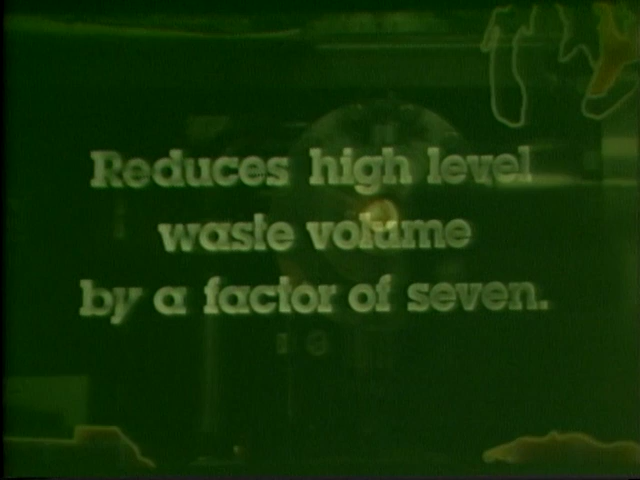 Reduces high level
waste volume
by a factor of seven.